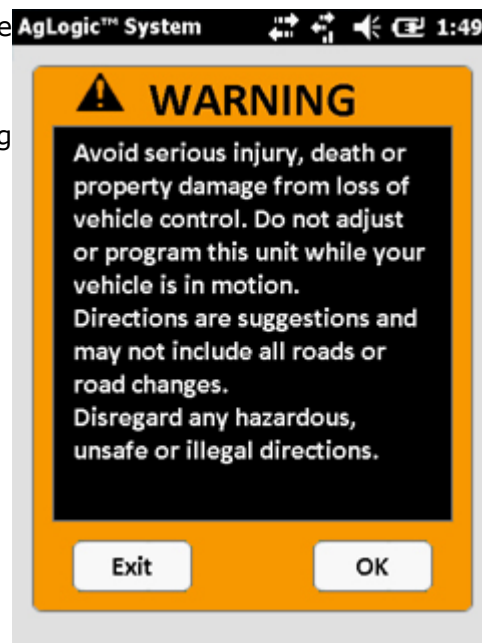 e
AgLogic™ System 1:49
WARNING
g
Avoid serious injury, death or
property damage from loss of
vehicle control. Do not adjust
or program this unit while your
vehicle is in motion.
Directions are suggestions and
may not include all roads or
road changes.
Disregard any hazardous,
unsafe or illegal directions.
Exit OK